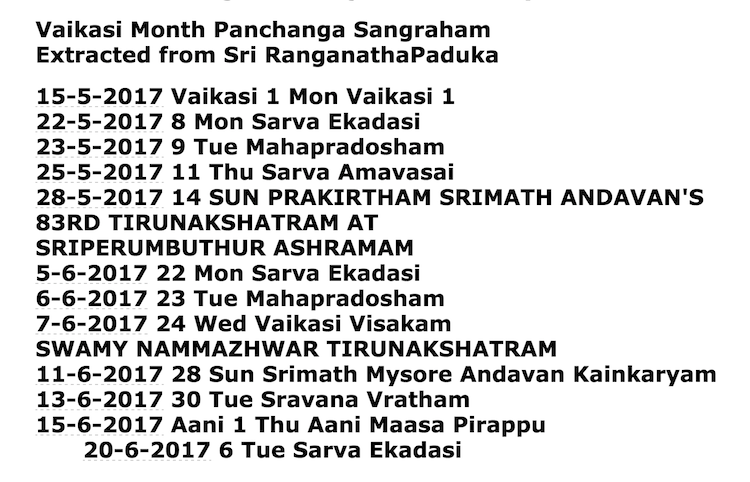 Vaikasi Month Panchanga Sangraham
Extracted from Sri RanganathaPaduka
15-5-2017 Vaikasi 1 Mon Vaikasi 1
22-5-2017 8 Mon Sarva Ekadasi
23-5-2017 9 Tue Mahapradosham
25-5-2017 11 Thu Sarva Amavasai
28-5-2017 14 SUN PRAKIRTHAM SRIMATH ANDAVAN'S
83RD TIRUNAKSHATRAM AT
SRIPERUMBUTHUR ASHRAMAM
5-6-2017 22 Mon Sarva Ekadasi
6-6-2017 23 Tue Mahapradosham
7-6-2017 24 Wed Vaikasi Visakam
SWAMY NAMMAZHWAR TIRUNAKSHATRAM
11-6-2017 28 Sun Srimath Mysore Andavan Kainkaryam
13-6-2017 30 Tue Sravana Vratham
15-6-2017 Aani 1 Thu Aani Maasa Pirappu
20-6-2017 6 Tue Sarva Ekadasi